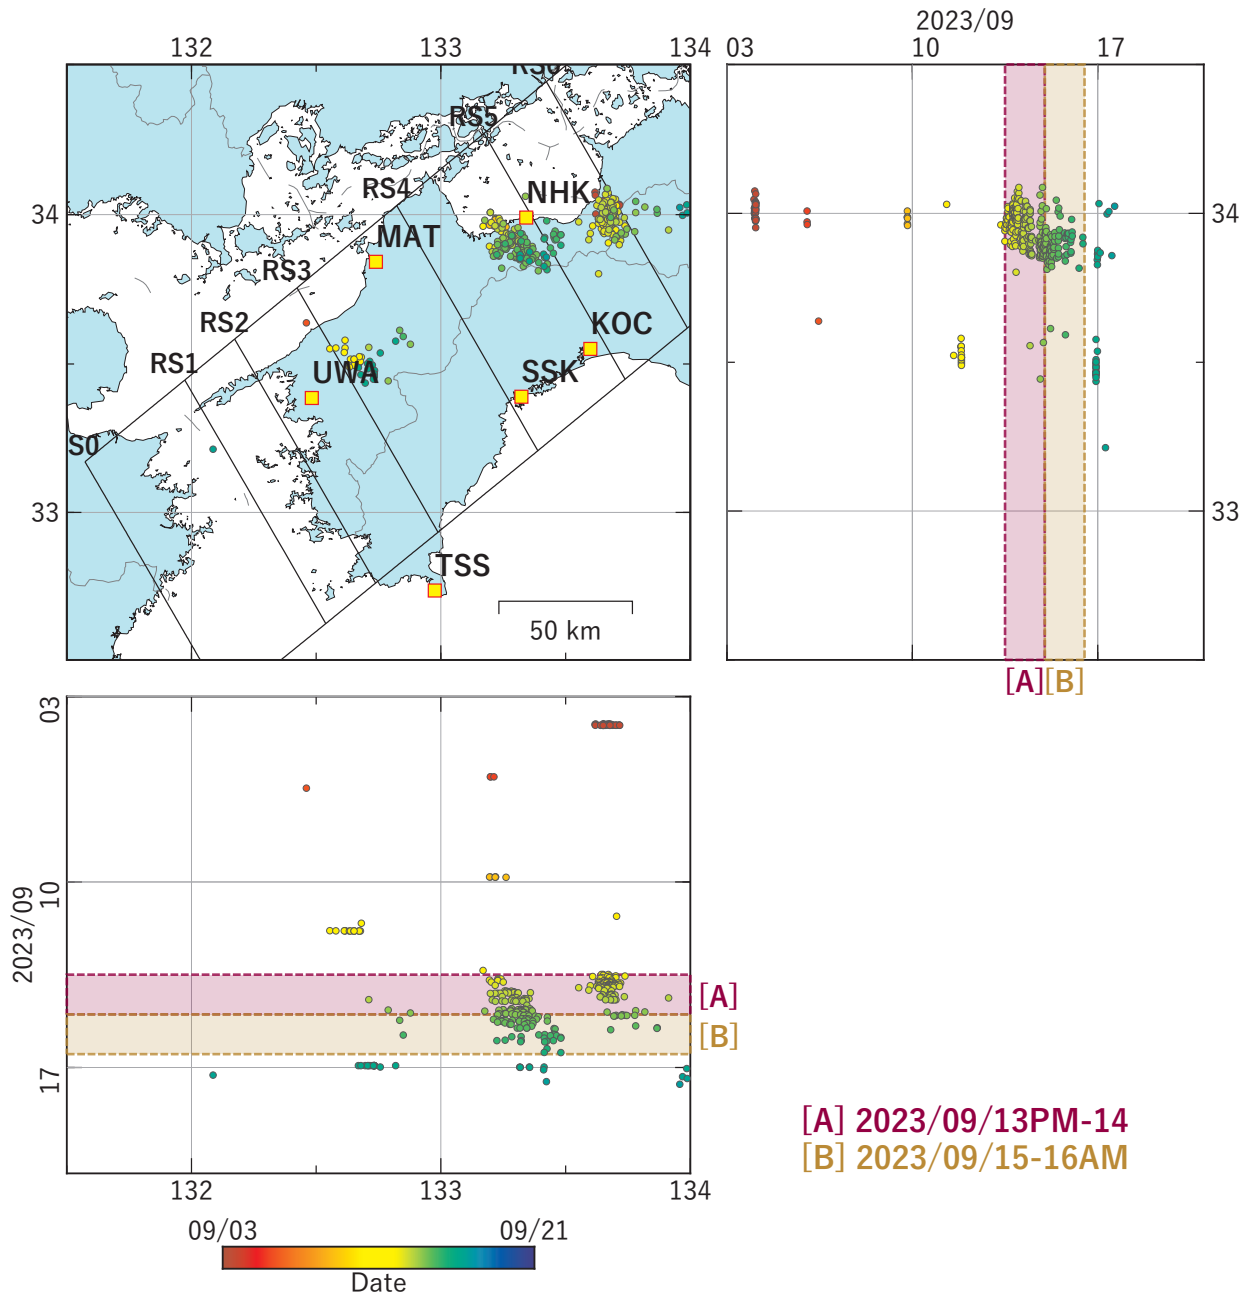 2023/09
132 133 134
03 10 17
RS6
RS5
RS4
NHK
34
34
MAT
RS3
RS2
KOC
RS1
UWA
SSK
S0
33
33
TSS
50 km
[A] [B]
03
10
17
2023/09
[A]
[B]
[A] 2023/09/13PM-14
[B] 2023/09/15-16AM
132 133 134
09/03 09/21
Date